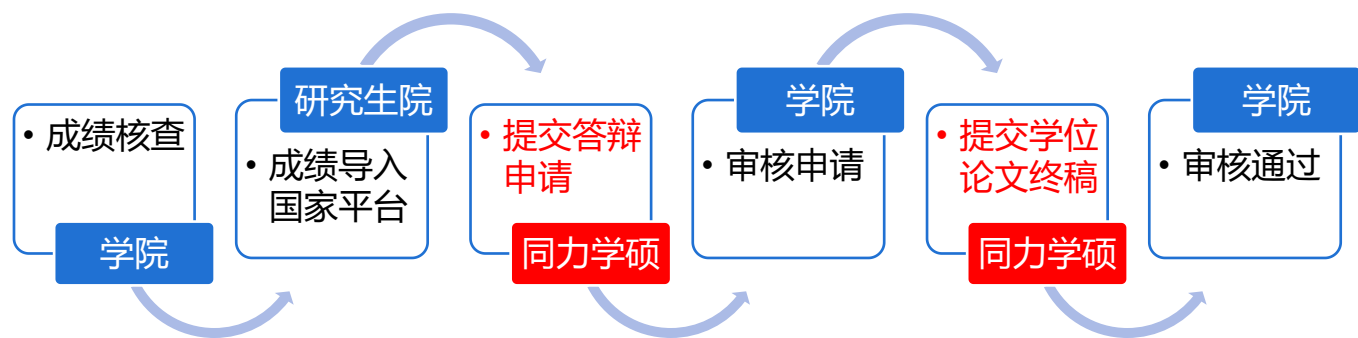 • 成绩核查
学院
研究生院
• 成绩导入
国家平台
• 提交答辩
申请
同力学硕
学院
• 审核申请
• 提交学位
论文终稿
同力学硕
学院
• 审核通过